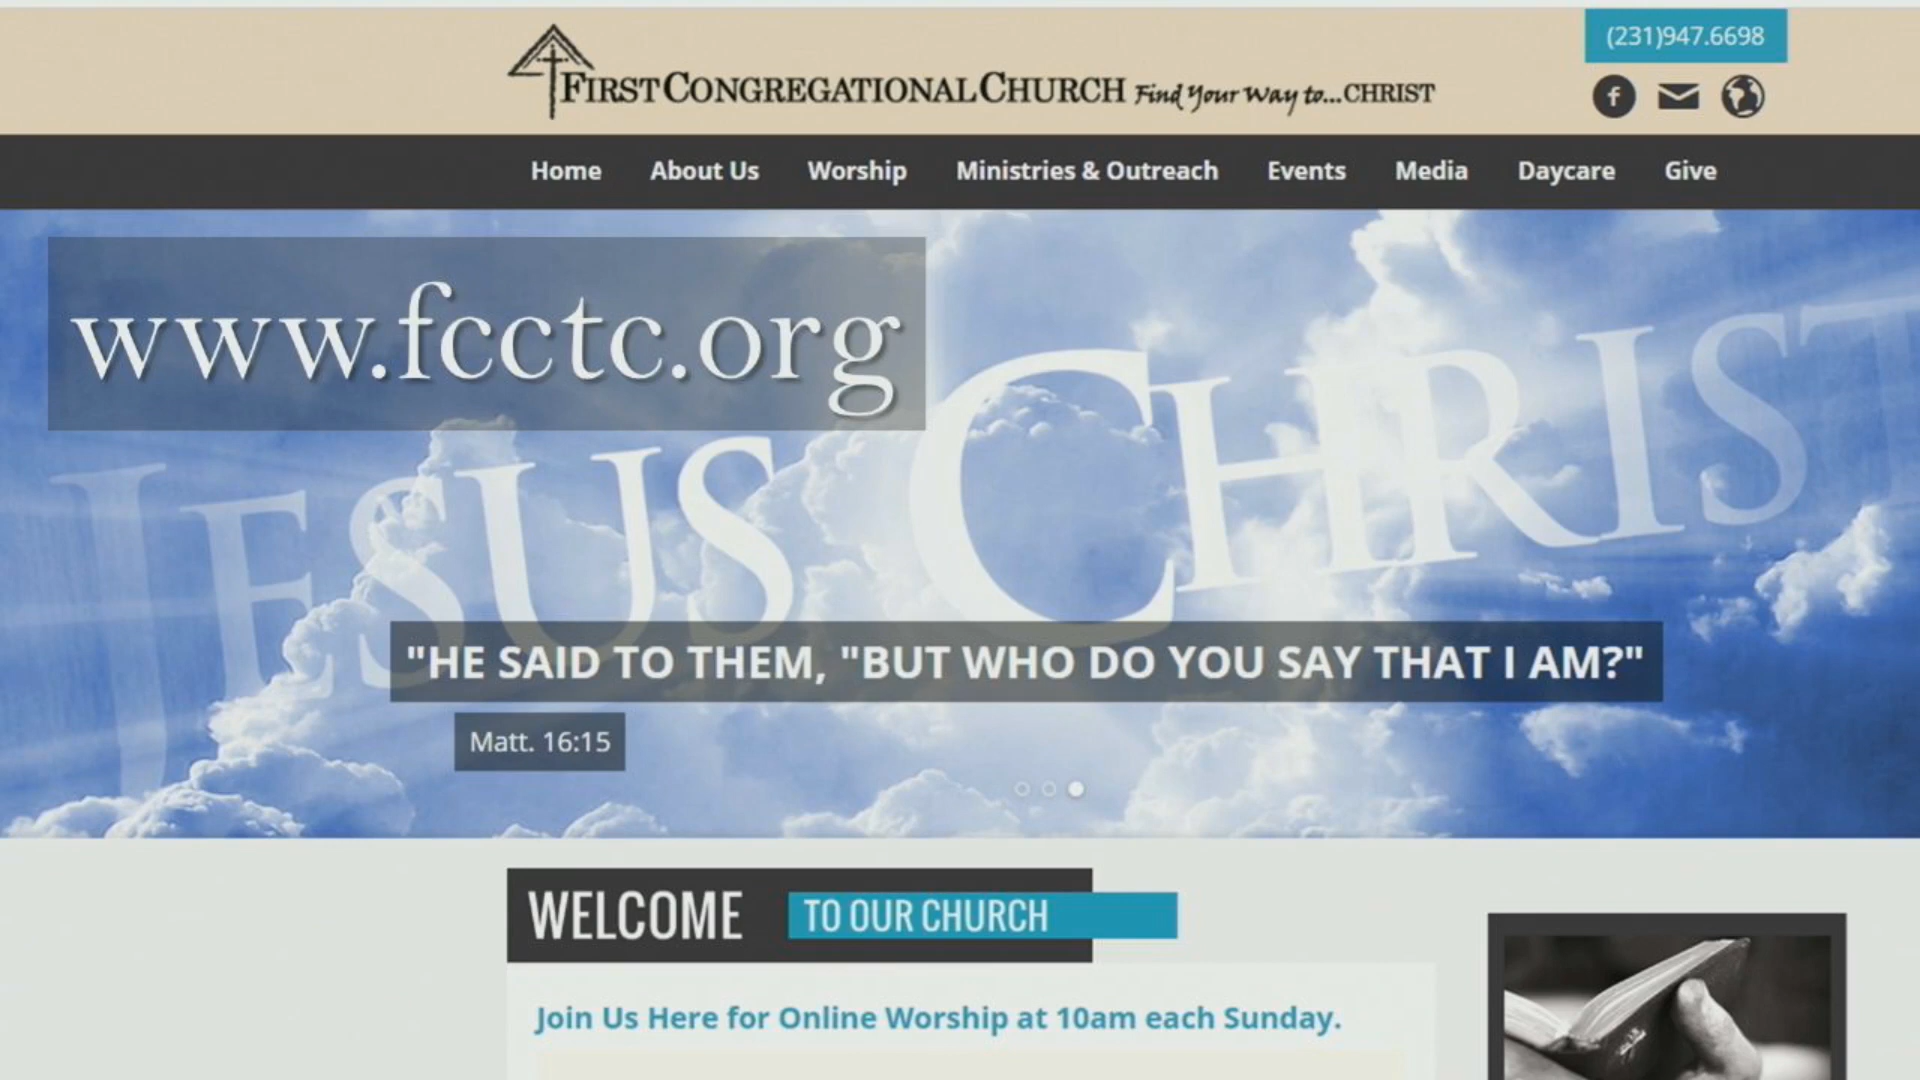 (231)947.6698
FIRST CONGREGATIONAL CHURCH Find Your Way to...CHRIST
Home About Us Worship Ministries & Outreach Events Media Daycare Give
www.fcctc.org
JESUS CHRIST
"HE SAID TO THEM, "BUT WHO DO YOU SAY THAT I AM?"
Matt. 16:15
WELCOME TO OUR CHURCH
Join Us Here for Online Worship at 10am each Sunday.